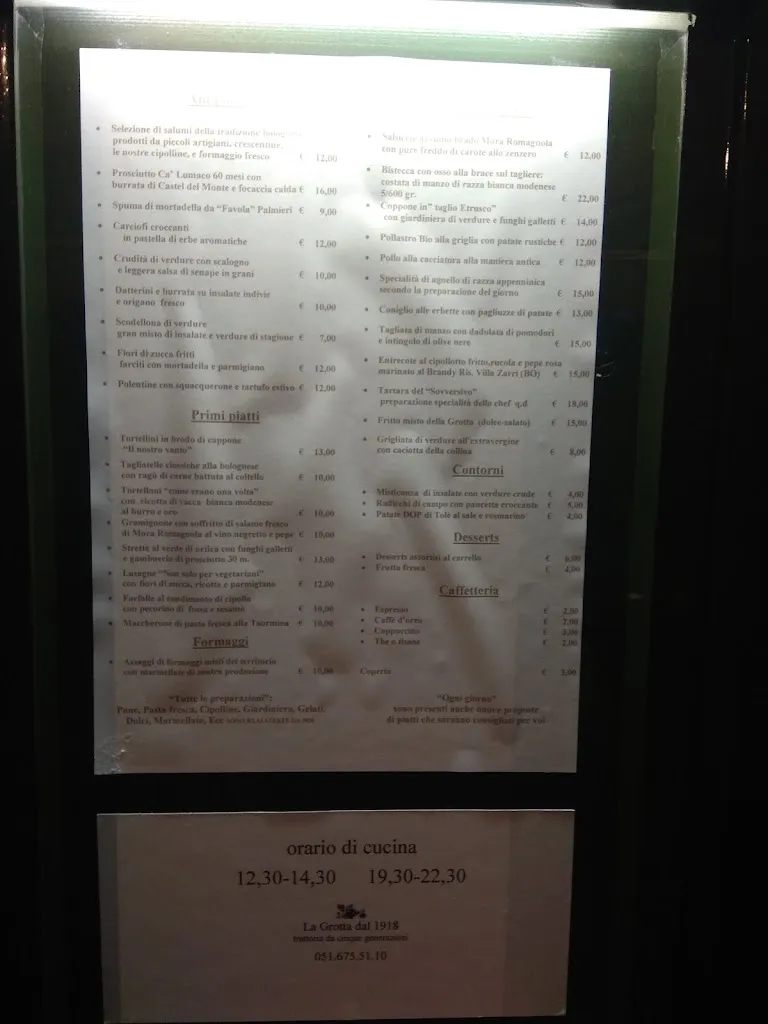 Selezione di salumi della tradizione bolognese
prodotti da piccoli artigiani, crescentine,
le nostre cipolline, e formaggio fresco € 12,00
Prosciutto Ca' Lumaco 60 mesi con
burrata di Castel del Monte e focaccia calda € 16,00
Spuma di mortadella da "Favola" Palmieri € 9,00
Carciofi croccanti
in pastella di erbe aromatiche € 12,00
Crudità di verdure con scalogno
e leggera salsa di senape in grani € 10,00
Datterini e burrata su insalate indivie
e origano fresco € 10,00
Scodellona di verdure
gran misto di insalate e verdure di stagione € 7,00
Fiori di zucca fritti
farciti con mortadella e parmigiano € 12,00
Polentine con squacquerone e tartufo estivo € 12,00
Primi piatti
Tortellini in brodo di cappone
"Il nostro vanto" € 13,00
Tagliatelle classiche alla bolognese
con ragù di carne battuta al coltello € 10,00
Tortelloni "come erano una volta"
con ricotta di vacca bianca modenese
al burro e oro € 10,00
Gramignone con soffritto di salame fresco
di Mora Romagnola al vino negretto e pepe € 10,00
Strette al verde di ortica con funghi galletti
e gambuccio di prosciutto 30 m. € 13,00
Lasagne "Non solo per vegetariani"
con fiori di zucca, ricotta e parmigiano € 12,00
Farfalle al condimento di cipolle
con pecorino di fossa e sesamo € 10,00
Maccherone di pasta fresca alla Taormina € 10,00
Formaggi
Assaggi di formaggi misti del territorio
con marmellate di nostra produzione € 10,00
"Tutte le preparazioni":
Pane, Pasta fresca, Cipolline, Giardiniera, Gelati,
Dolci, Marmellate, Ecc SONO REALIZZATE DA NOI
Salsiccia di suino brado Mora Romagnola
con pure freddo di carote allo zenzero € 12,00
Bistecca con osso alla brace sul tagliere:
costata di manzo di razza bianca modenese
5/600 gr. € 22,00
Coppone in" taglio Etrusco"
con giardiniera di verdure e funghi galletti € 14,00
Pollastro Bio alla griglia con patate rustiche € 12,00
Pollo alla cacciatora alla maniera antica € 12,00
Specialità di agnello di razza appenninica
secondo la preparazione del giorno € 15,00
Coniglio alle erbette con pagliuzze di patate € 13,00
Tagliata di manzo con dadolata di pomodori
e intingolo di olive nere € 15,00
Entrecote al cipollotto fritto,rucola e pepe rosa
marinato al Brandy Ris. Villa Zarri (BO) € 15,00
Tartara del "Sovversivo"
preparazione specialità dello chef q.d € 18,00
Fritto misto della Grotta (dolce-salato) € 15,00
Grigliata di verdure all'extravergine
con caciotta della collina € 8,00
Contorni
Misticanza di insalate con verdure crude € 4,00
Radicchi di campo con pancetta croccante € 5,00
Patate DOP di Tolè al sale e rosmarino € 4,00
Desserts
Desserts assortiti al carrello € 6,00
Frutta fresca € 4,00
Caffetteria
Espresso € 2,00
Caffè d'orzo € 2,00
Cappuccino € 3,00
The o tisane € 2,00
Coperto € 3,00
"Ogni giorno"
sono presenti anche nuove proposte
di piatti che saranno consigliati per voi
orario di cucina
12,30-14,30 19,30-22,30
La Grotta dal 1918
trattoria da cinque generazioni
051.675.51.10